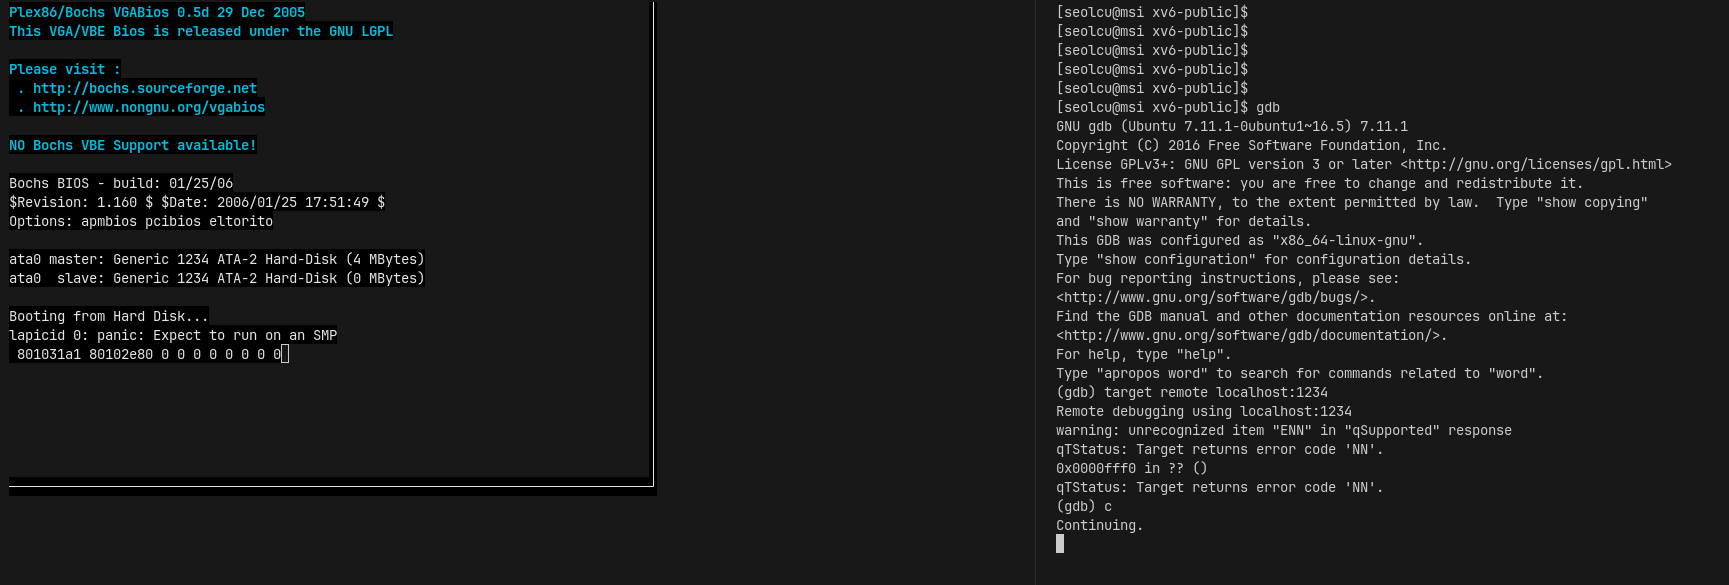 Plex86/Bochs VGABios 0.5d 29 Dec 2005
This VGA/VBE Bios is released under the GNU LGPL
Please visit :
 . http://bochs.sourceforge.net
 . http://www.nongnu.org/vgabios
NO Bochs VBE Support available!
Bochs BIOS - build: 01/25/06
$Revision: 1.160 $ $Date: 2006/01/25 17:51:49 $
Options: apmbios pcibios eltorito
ata0 master: Generic 1234 ATA-2 Hard-Disk (4 MBytes)
ata0  slave: Generic 1234 ATA-2 Hard-Disk (0 MBytes)
Booting from Hard Disk...
lapicid 0: panic: Expect to run on an SMP
 801031a1 80102e80 0 0 0 0 0 0 0 0
[seolcu@msi xv6-public]$
[seolcu@msi xv6-public]$
[seolcu@msi xv6-public]$
[seolcu@msi xv6-public]$
[seolcu@msi xv6-public]$
[seolcu@msi xv6-public]$ gdb
GNU gdb (Ubuntu 7.11.1-0ubuntu1~16.5) 7.11.1
Copyright (C) 2016 Free Software Foundation, Inc.
License GPLv3+: GNU GPL version 3 or later <http://gnu.org/licenses/gpl.html>
This is free software: you are free to change and redistribute it.
There is NO WARRANTY, to the extent permitted by law.  Type "show copying"
and "show warranty" for details.
This GDB was configured as "x86_64-linux-gnu".
Type "show configuration" for configuration details.
For bug reporting instructions, please see:
<http://www.gnu.org/software/gdb/bugs/>.
Find the GDB manual and other documentation resources online at:
<http://www.gnu.org/software/gdb/documentation/>.
For help, type "help".
Type "apropos word" to search for commands related to "word".
(gdb) target remote localhost:1234
Remote debugging using localhost:1234
warning: unrecognized item "ENN" in "qSupported" response
qTStatus: Target returns error code 'NN'.
0x0000fff0 in ?? ()
qTStatus: Target returns error code 'NN'.
(gdb) c
Continuing.